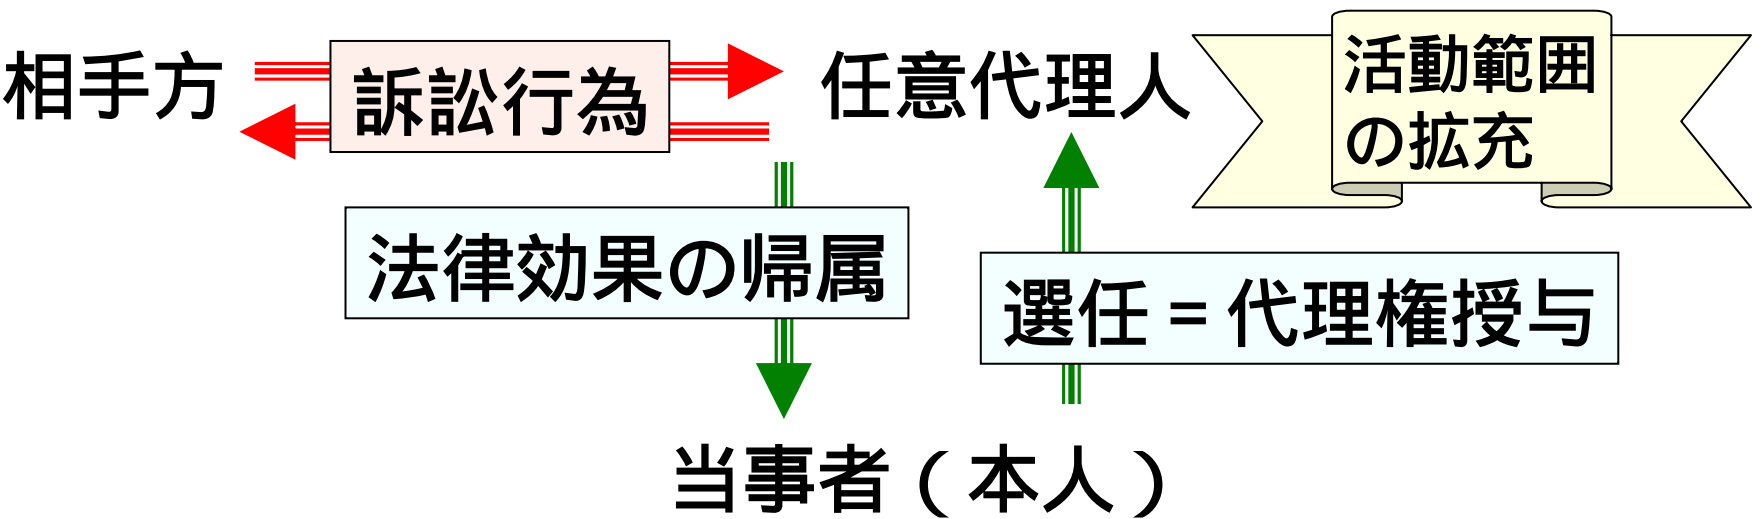 相手方
訴訟行為
任意代理人
活動範囲
の拡充
法律効果の帰属
選任 = 代理権授与
当事者（本人）